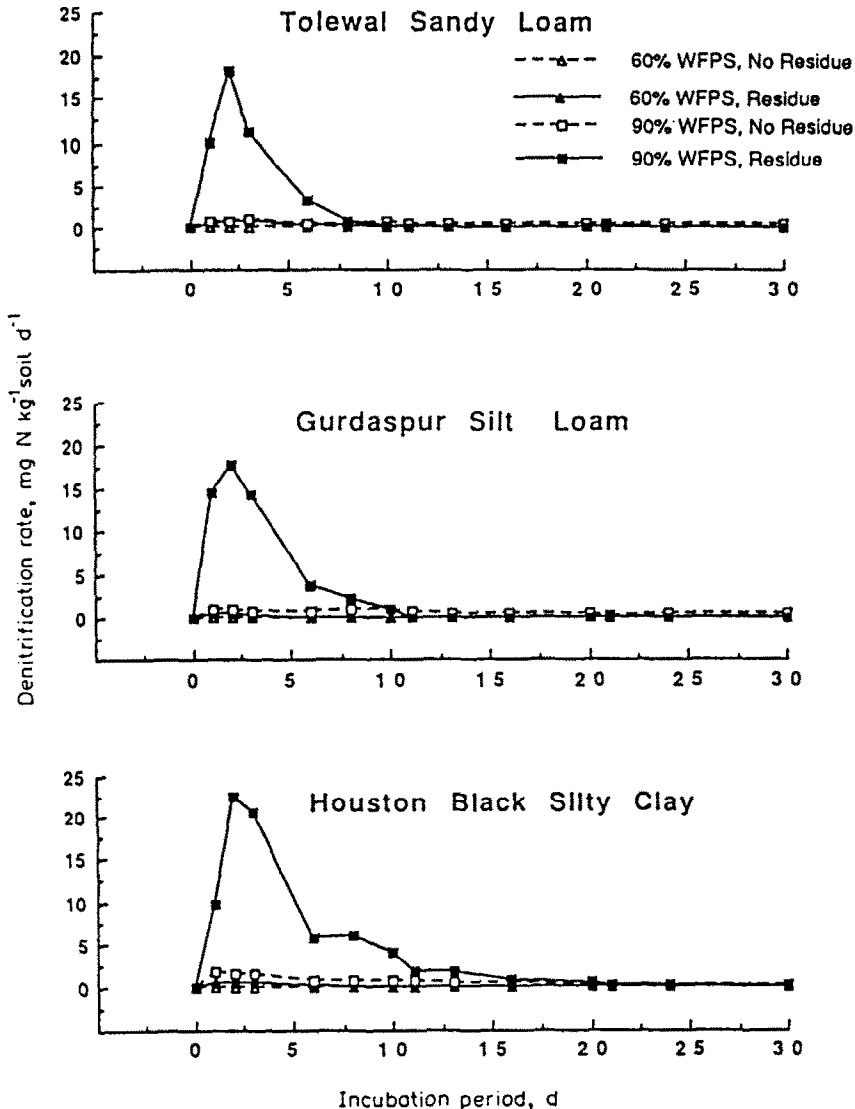 Tolewal Sandy Loam
60% WFPS, No Residue
60% WFPS, Residue
90% WFPS, No Residue
90% WFPS, Residue
25
20
15
10
5
0
0 5 10 15 20 25 30
Denitrification rate, mg N kg⁻¹ soil d⁻¹
Gurdaspur Silt Loam
25
20
15
10
5
0
0 5 10 15 20 25 30
Houston Black Silty Clay
25
20
15
10
5
0
0 5 10 15 20 25 30
Incubation period, d